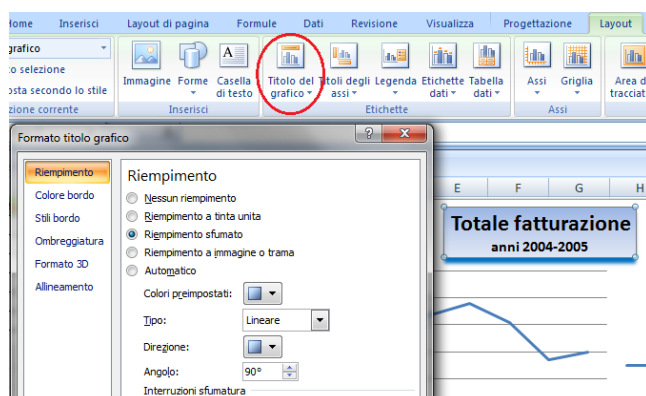 Home Inserisci Layout di pagina Formule Dati Revisione Visualizza Progettazione Layout
grafico
selezione
secondo lo stile
Immagine Forme Casella di testo Titolo del grafico Titoli degli assi Legenda Etichette dati Tabella dati Assi Griglia Area
corrente Inserisci Etichette Assi
Formato titolo grafico
Riempimento
Colore bordo
Stili bordo
Ombreggiatura
Formato 3D
Allineamento
Riempimento
Nessun riempimento
Riempimento a tinta unita
Riempimento sfumato
Riempimento a immagine o trama
Automatico
Colori preimpostati:
Tipo: Lineare
Direzione:
Angolo: 90°
Interruzioni sfumatura
E F G H
Totale fatturazione
anni 2004-2005